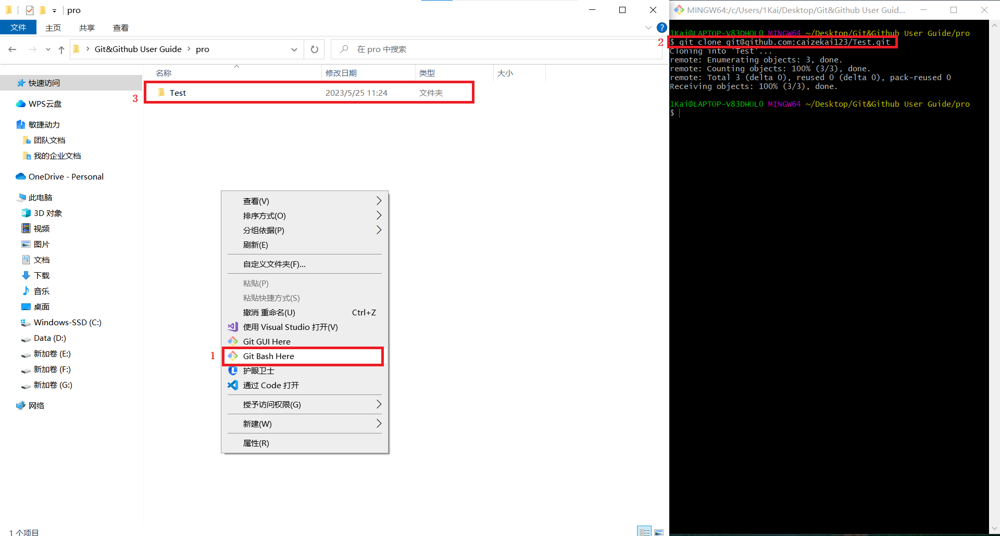 pro
文件 主页 共享 查看
Git&Github User Guide pro
在 pro 中搜索
名称 修改日期 类型 大小
3
Test 2023/5/25 11:24 文件夹
快速访问
WPS云盘
敏捷动力
团队文档
我的企业文档
OneDrive - Personal
此电脑
3D 对象
视频
图片
文档
下载
音乐
桌面
Windows-SSD (C:)
Data (D:)
新加卷 (E:)
新加卷 (F:)
新加卷 (G:)
网络
1 个项目
查看(V)
排序方式(O)
分组依据(P)
刷新(E)
自定义文件夹(F)...
粘贴(P)
粘贴快捷方式(S)
撤消 重命名(U) Ctrl+Z
使用 Visual Studio 打开(V)
Git GUI Here
1
Git Bash Here
护眼卫士
通过 Code 打开
授予访问权限(G)
新建(W)
属性(R)
MINGW64:/c/Users/1Kai/Desktop/Git&Github User Guid...
1Kai@LAPTOP-V83DHOLO MINGW64 ~/Desktop/Git&Github User Guide/pro
2
$ git clone git@github.com:caizekai123/Test.git
Cloning into 'Test'...
remote: Enumerating objects: 3, done.
remote: Counting objects: 100% (3/3), done.
remote: Total 3 (delta 0), reused 0 (delta 0), pack-reused 0
Receiving objects: 100% (3/3), done.
1Kai@LAPTOP-V83DHOLO MINGW64 ~/Desktop/Git&Github User Guide/pro
$